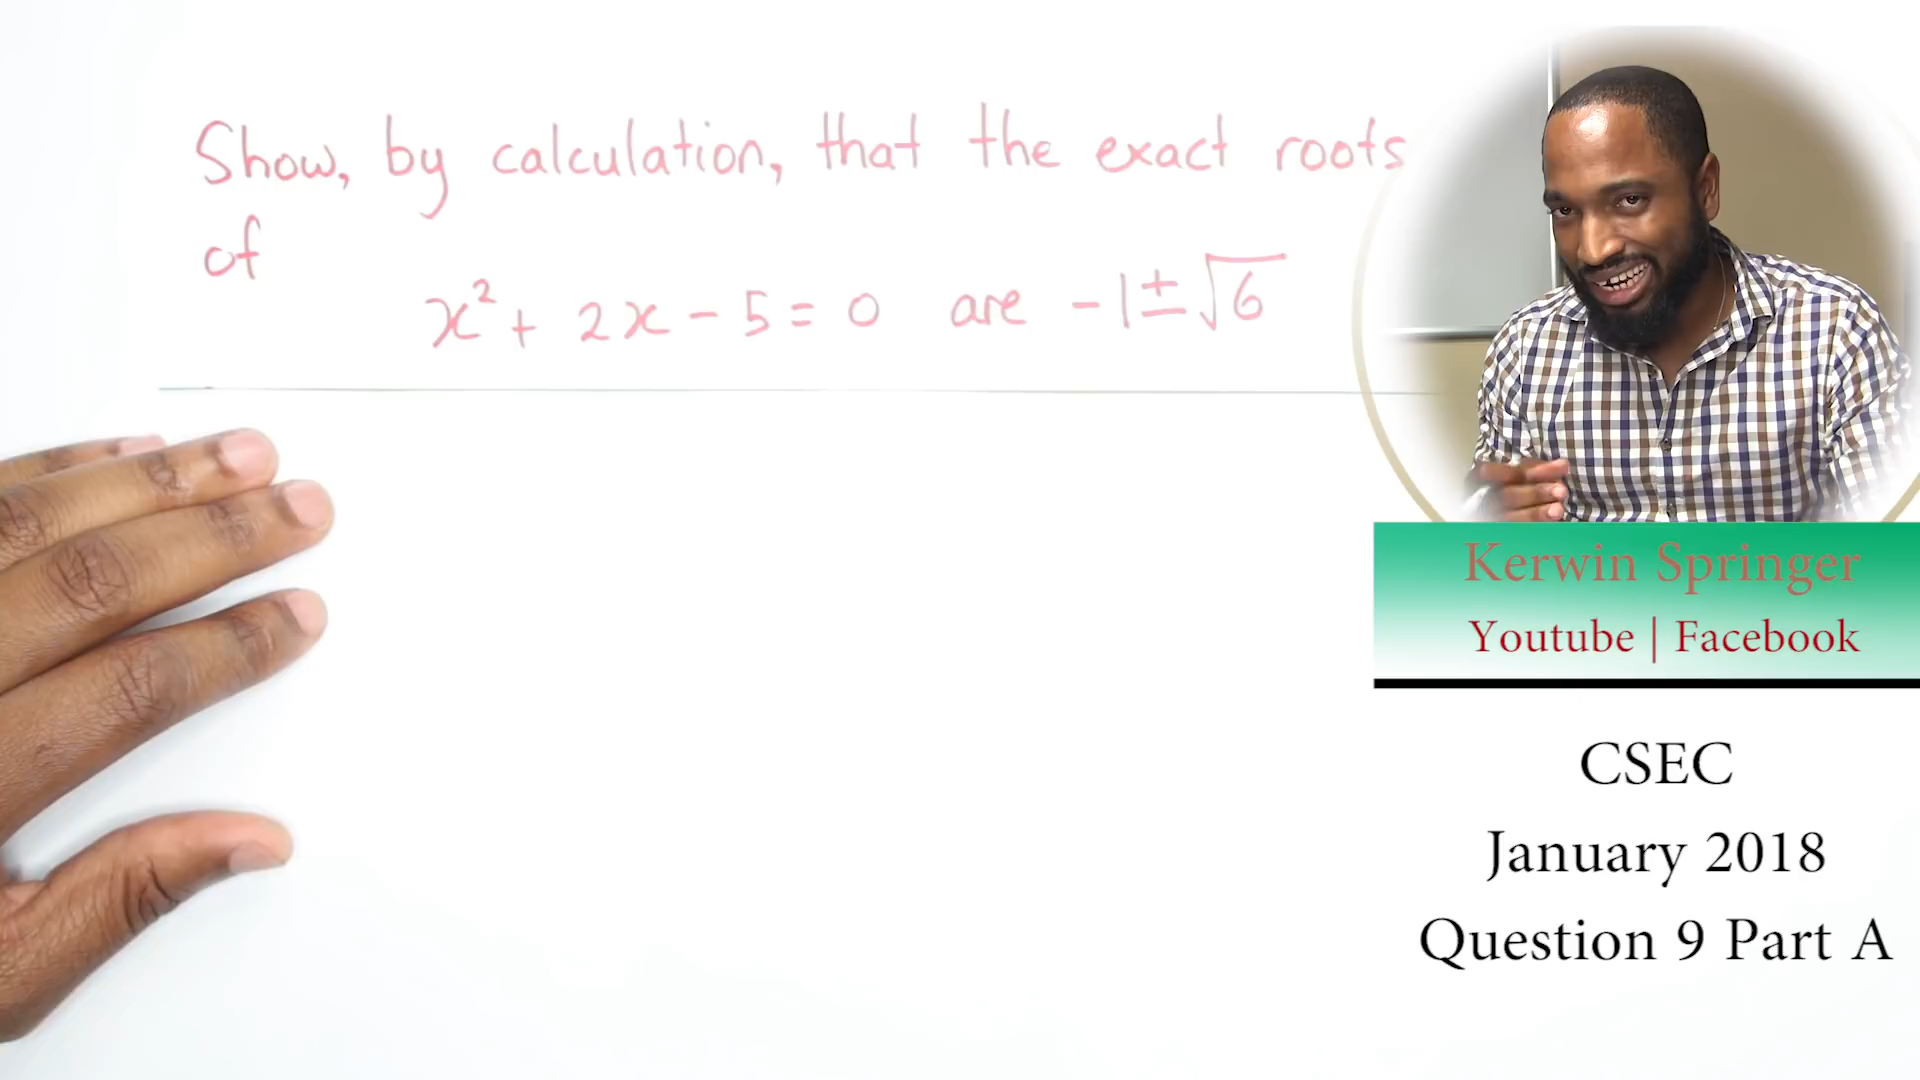 Show, by calculation, that the exact roots
of
x² + 2x - 5 = 0 are -1 ± √6
Kerwin Springer
Youtube | Facebook
CSEC
January 2018
Question 9 Part A